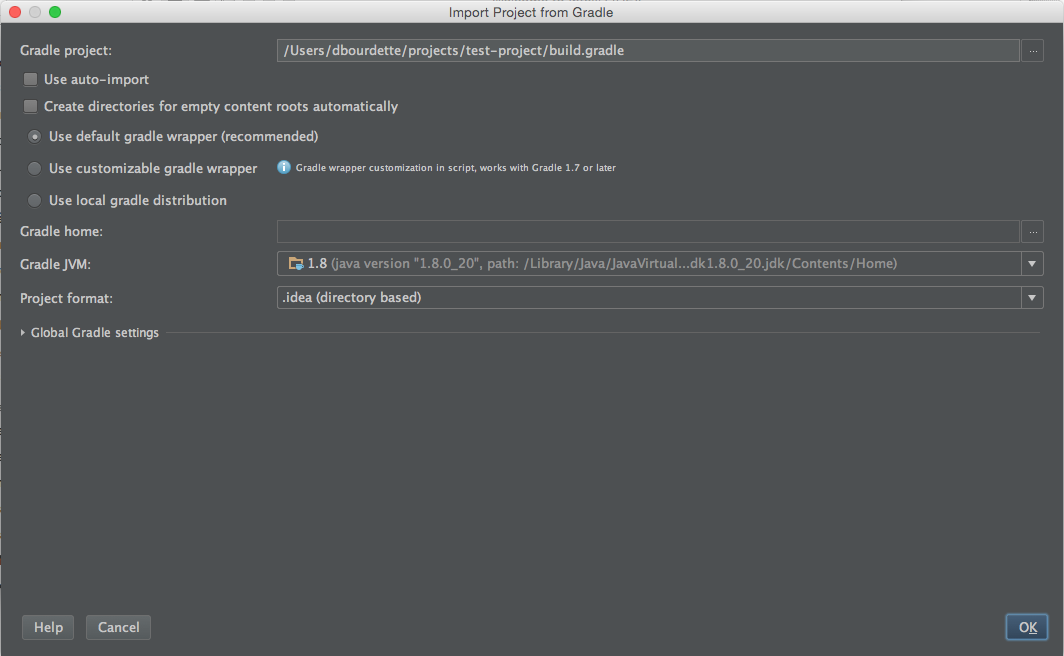 Import Project from Gradle
Gradle project: /Users/dbourdette/projects/test-project/build.gradle ...
Use auto-import
Create directories for empty content roots automatically
Use default gradle wrapper (recommended)
Use customizable gradle wrapper Gradle wrapper customization in script, works with Gradle 1.7 or later
Use local gradle distribution
Gradle home: ...
Gradle JVM: 1.8 (java version "1.8.0_20", path: /Library/Java/JavaVirtual...dk1.8.0_20.jdk/Contents/Home)
Project format: .idea (directory based)
Global Gradle settings
Help Cancel OK